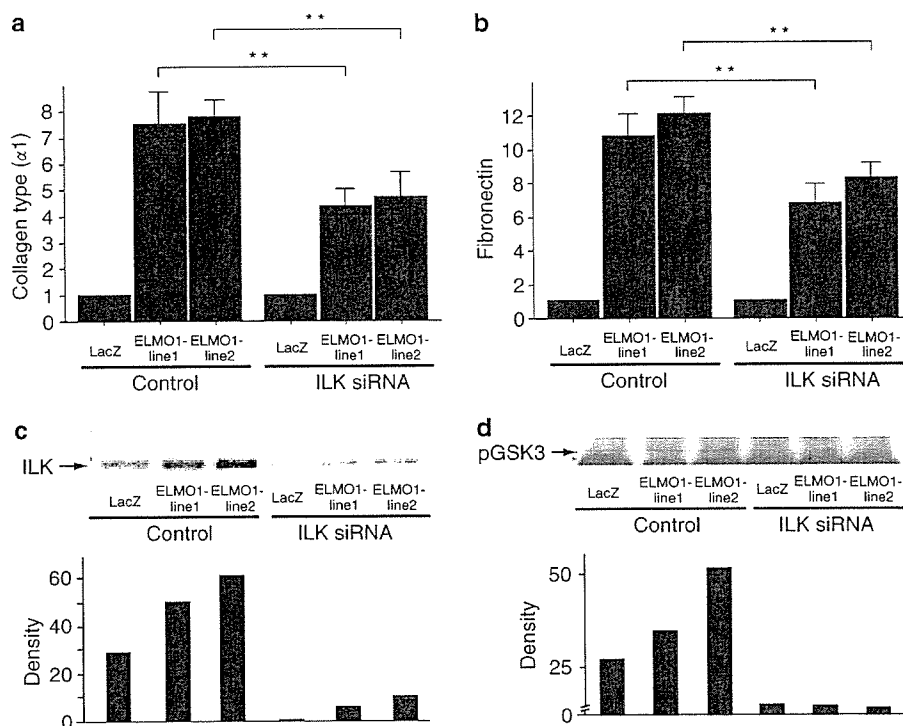 a
* *
* *
Collagen type (α1)
8
7
6
5
4
3
2
1
0
LacZ ELMO1-line1 ELMO1-line2 LacZ ELMO1-line1 ELMO1-line2
Control ILK siRNA
b
* *
* *
Fibronectin
12
10
8
6
4
2
0
LacZ ELMO1-line1 ELMO1-line2 LacZ ELMO1-line1 ELMO1-line2
Control ILK siRNA
c
ILK
LacZ ELMO1-line1 ELMO1-line2 LacZ ELMO1-line1 ELMO1-line2
Control ILK siRNA
Density
60
40
20
0
d
pGSK3
LacZ ELMO1-line1 ELMO1-line2 LacZ ELMO1-line1 ELMO1-line2
Control ILK siRNA
Density
50
25
0